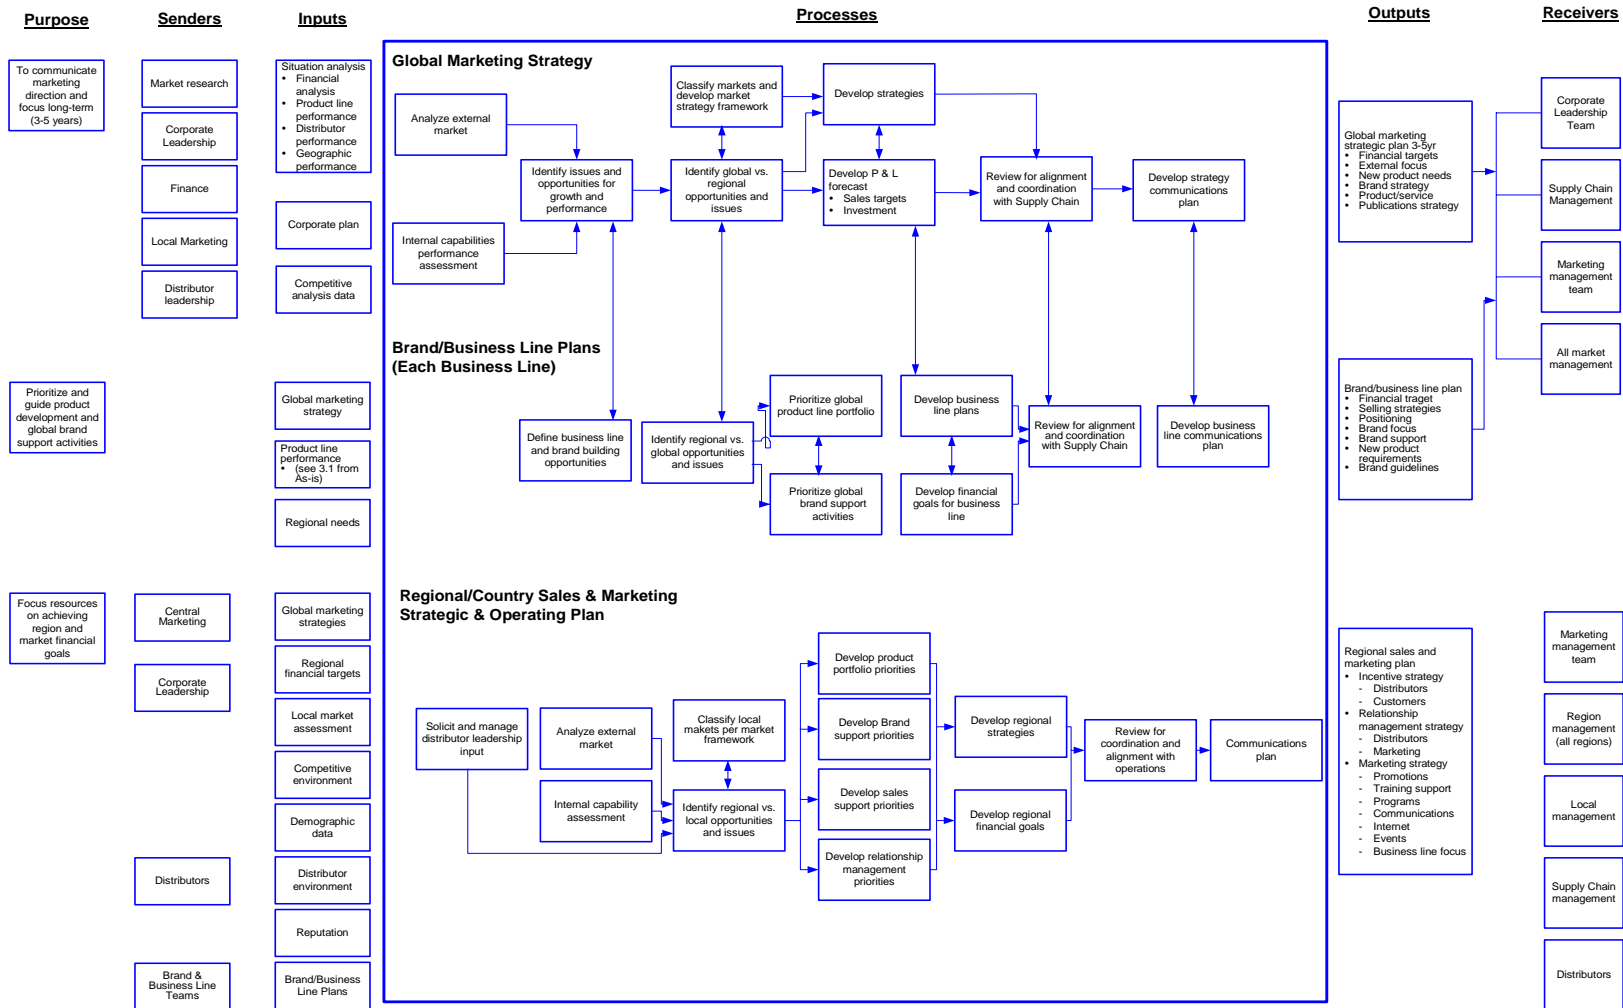 Purpose
Senders
Inputs
Processes
Outputs
Receivers
To communicate
marketing
direction and
focus long-term
(3-5 years)
Market research
Corporate
Leadership
Finance
Local Marketing
Distributor
leadership
Situation analysis
• Financial
analysis
• Product line
performance
• Distributor
performance
• Geographic
performance
Corporate plan
Competitive
analysis data
Global Marketing Strategy
Analyze external
market
Internal capabilities
performance
assessment
Identify issues and
opportunities for
growth and
performance
Classify markets and
develop market
strategy framework
Identify global vs.
regional
opportunities and
issues
Develop strategies
Develop P & L
forecast
• Sales targets
• Investment
Review for alignment
and coordination
with Supply Chain
Develop strategy
communications
plan
Global marketing
strategic plan 3-5yr
• Financial targets
• External focus
• New product needs
• Brand strategy
• Product/service
• Publications strategy
Corporate
Leadership
Team
Supply Chain
Management
Marketing
management
team
All market
management
Prioritize and
guide product
development and
global brand
support activities
Global marketing
strategy
Product line
performance
• (see 3.1 from
As-is)
Regional needs
Brand/Business Line Plans
(Each Business Line)
Define business line
and brand building
opportunities
Identify regional vs.
global opportunities
and issues
Prioritize global
product line portfolio
Prioritize global
brand support
activities
Develop business
line plans
Develop financial
goals for business
line
Review for alignment
and coordination
with Supply Chain
Develop business
line communications
plan
Brand/business line plan
• Financial traget
• Selling strategies
• Positioning
• Brand focus
• Brand support
• New product
requirements
• Brand guidelines
Focus resources
on achieving
region and
market financial
goals
Central
Marketing
Corporate
Leadership
Distributors
Brand &
Business Line
Teams
Global marketing
strategies
Regional
financial targets
Local market
assessment
Competitive
environment
Demographic
data
Distributor
environment
Reputation
Brand/Business
Line Plans
Regional/Country Sales & Marketing
Strategic & Operating Plan
Solicit and manage
distributor leadership
input
Analyze external
market
Internal capability
assessment
Classify local
makets per market
framework
Identify regional vs.
local opportunities
and issues
Develop product
portfolio priorities
Develop Brand
support priorities
Develop sales
support priorities
Develop relationship
management
priorities
Develop regional
strategies
Develop regional
financial goals
Review for
coordination and
alignment with
operations
Communications
plan
Regional sales and
marketing plan
• Incentive strategy
- Distributors
- Customers
• Relationship
management strategy
- Distributors
- Marketing
• Marketing strategy
- Promotions
- Training support
- Programs
- Communications
- Internet
- Events
- Business line focus
Marketing
management
team
Region
management
(all regions)
Local
management
Supply Chain
management
Distributors